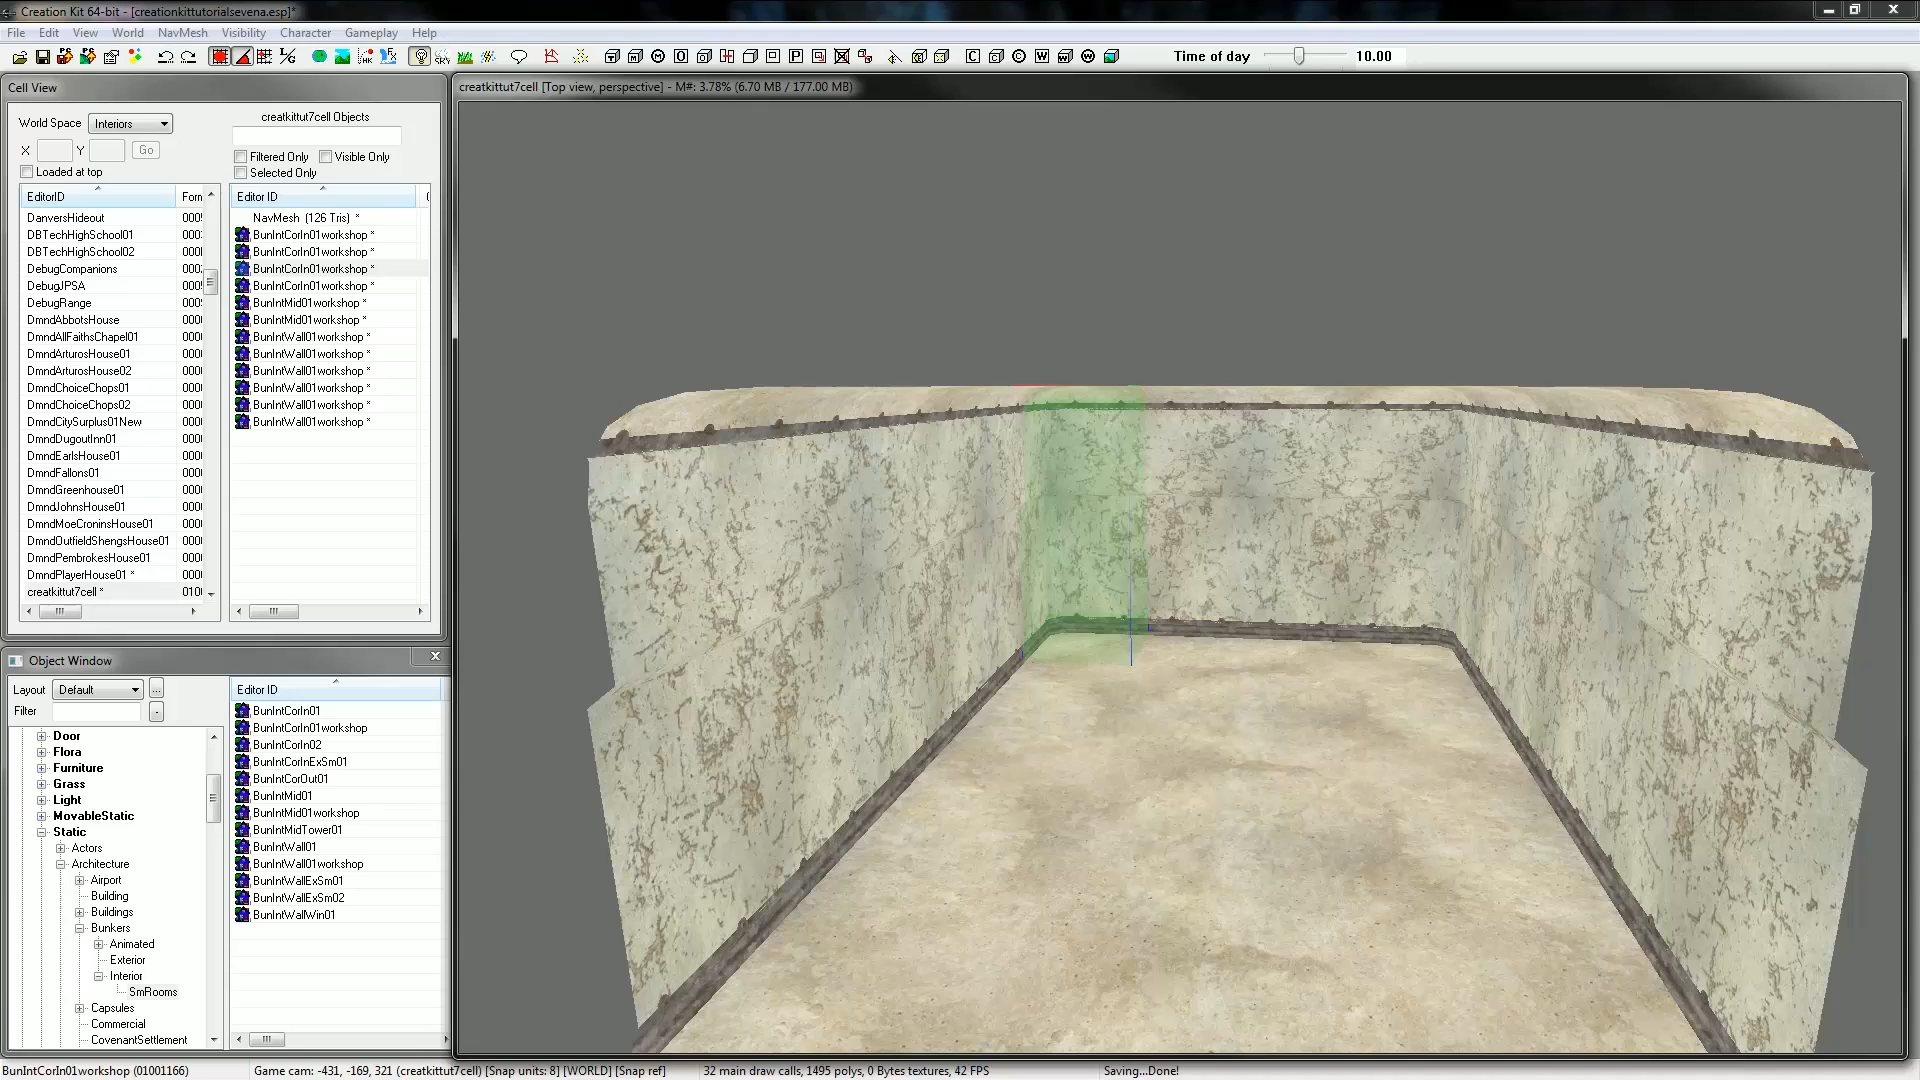 Creation Kit 64-bit - [creationkittutorialsevena.esp]*
File Edit View World NavMesh Visibility Character Gameplay Help
Time of day 10.00
Cell View
World Space Interiors
X Y Go
Loaded at top
creatkittut7cell Objects
Filtered Only Visible Only
Selected Only
EditorID Form
DanversHideout
DBTechHighSchool01
DBTechHighSchool02
DebugCompanions
DebugJPSA
DebugRange
DmndAbbotsHouse
DmndAllFaithsChapel01
DmndArturosHouse01
DmndArturosHouse02
DmndChoiceChops01
DmndChoiceChops02
DmndCitySurplus01New
DmndDugoutInn01
DmndEarlsHouse01
DmndFallons01
DmndGreenhouse01
DmndJohnsHouse01
DmndMoeCroninsHouse01
DmndOutfieldShengsHouse01
DmndPembrokesHouse01
DmndPlayerHouse01 *
creatkittut7cell *
Editor ID
NavMesh (126 Tris) *
BunIntCorIn01workshop *
BunIntCorIn01workshop *
BunIntCorIn01workshop *
BunIntCorIn01workshop *
BunIntMid01workshop *
BunIntMid01workshop *
BunIntWall01workshop *
BunIntWall01workshop *
BunIntWall01workshop *
BunIntWall01workshop *
BunIntWall01workshop *
BunIntWall01workshop *
creatkittut7cell [Top view, perspective] - M#: 3.78% (6.70 MB / 177.00 MB)
Object Window
Layout Default ...
Filter
Door
Flora
Furniture
Grass
Light
MovableStatic
Static
Actors
Architecture
Airport
Building
Buildings
Bunkers
Animated
Exterior
Interior
SmRooms
Capsules
Commercial
CovenantSettlement
Editor ID
BunIntCorIn01
BunIntCorIn01workshop
BunIntCorIn02
BunIntCorInExSm01
BunIntCorOut01
BunIntMid01
BunIntMid01workshop
BunIntMidTower01
BunIntWall01
BunIntWall01workshop
BunIntWallExSm01
BunIntWallExSm02
BunIntWallWin01
BunIntCorIn01workshop (01001166)
Game cam: -431, -169, 321 (creatkittut7cell) [Snap units: 8] [WORLD] [Snap ref]
32 main draw calls, 1495 polys, 0 Bytes textures, 42 FPS
Saving...Done!